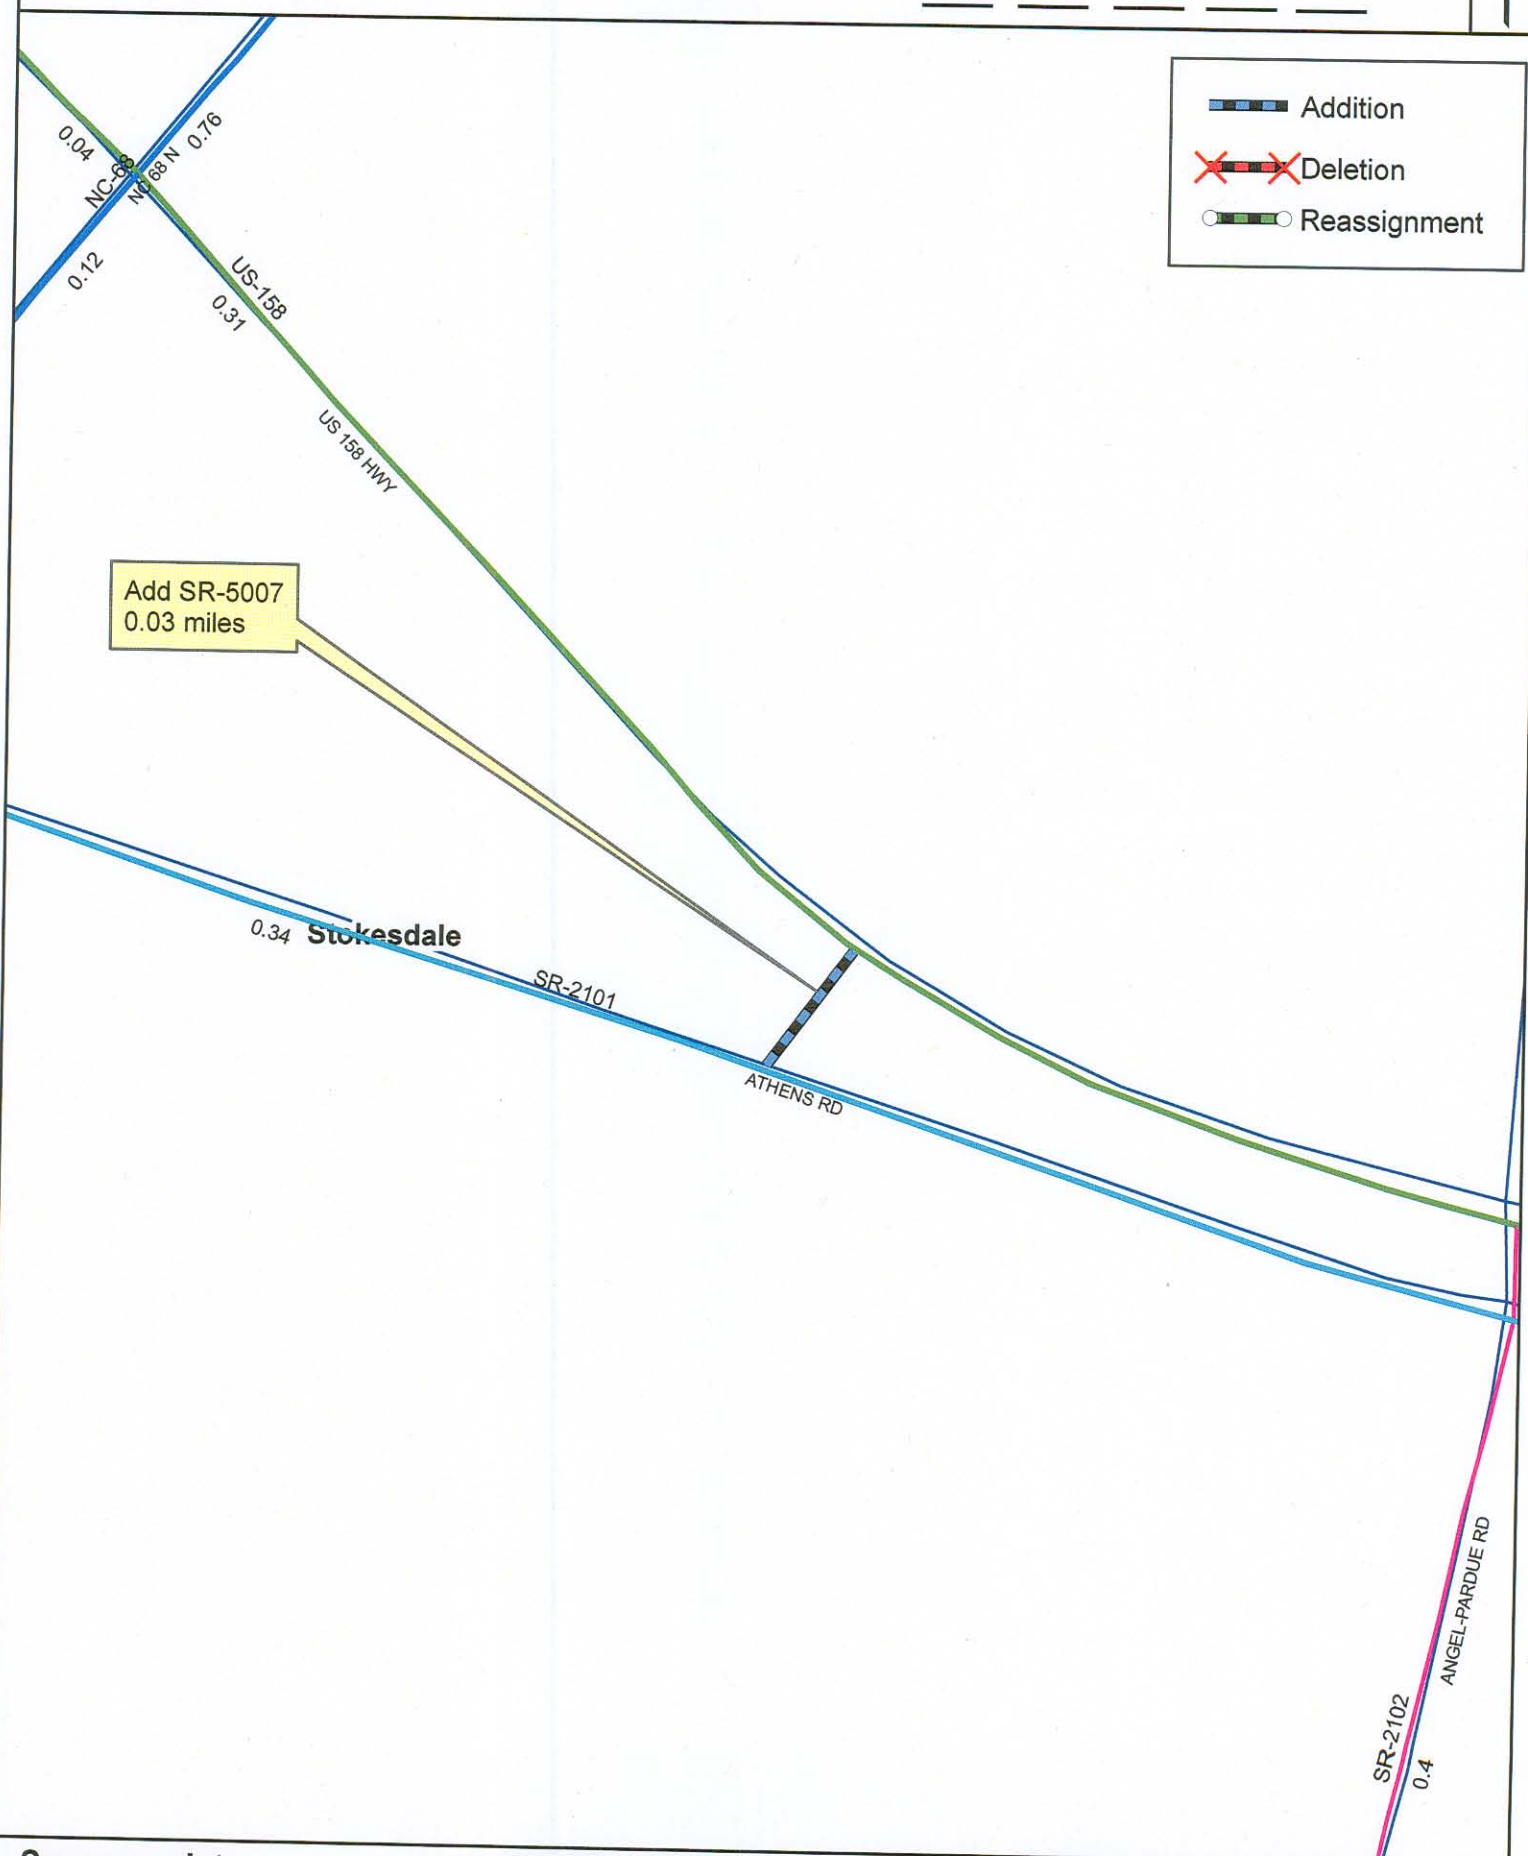 Addition
Deletion
Reassignment
0.04
0.76
NC-68
NC 68 N
0.12
US-158
0.31
US 158 HWY
Add SR-5007
0.03 miles
0.34
Stokesdale
SR-2101
ATHENS RD
ANGEL-PARDUE RD
SR-2102
0.4